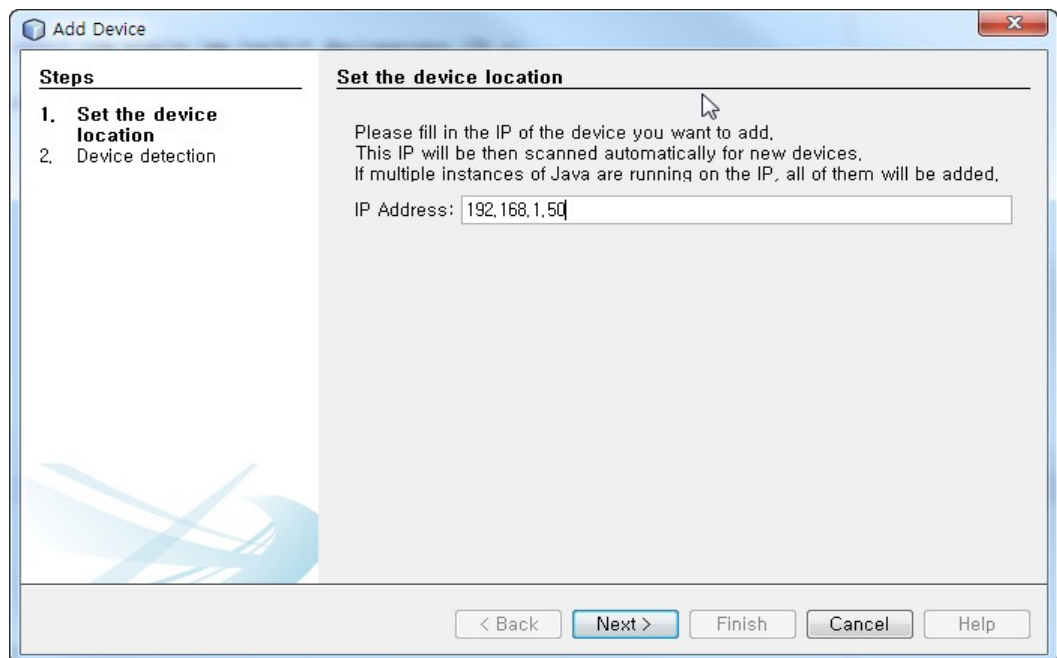 Add Device
Steps
1. Set the device
location
2. Device detection
Set the device location
Please fill in the IP of the device you want to add.
This IP will be then scanned automatically for new devices.
If multiple instances of Java are running on the IP, all of them will be added.
IP Address: 192.168.1.50
< Back
Next >
Finish
Cancel
Help